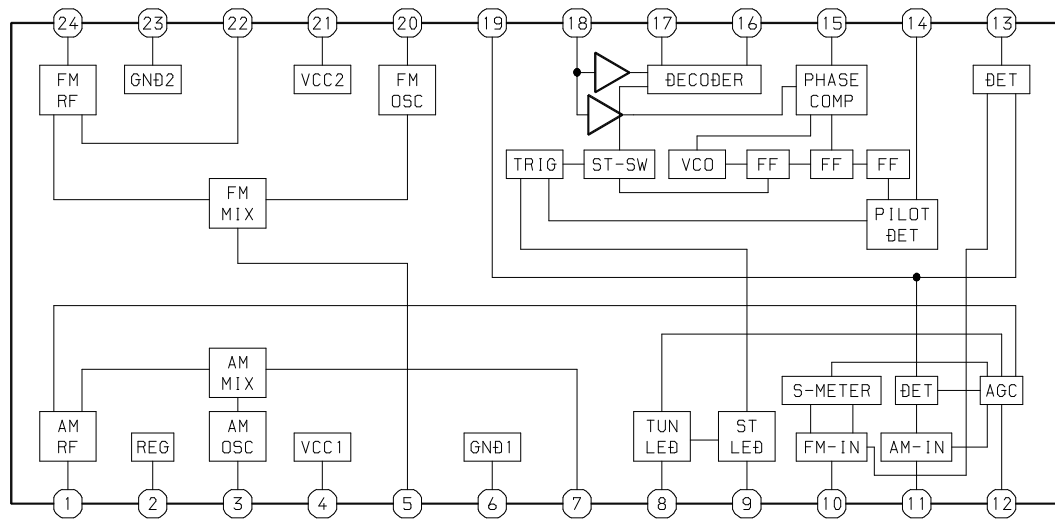 24 23 22 21 20 19 18 17 16 15 14 13
FM
RF
GND2
VCC2
FM
OSC
DECODER
PHASE
COMP
DET
TRIG
ST-SW
VCO
FF
FF
FF
FM
MIX
PILOT
DET
AM
MIX
S-METER
DET
AGC
AM
RF
REG
AM
OSC
VCC1
GND1
TUN
LED
ST
LED
FM-IN
AM-IN
1 2 3 4 5 6 7 8 9 10 11 12